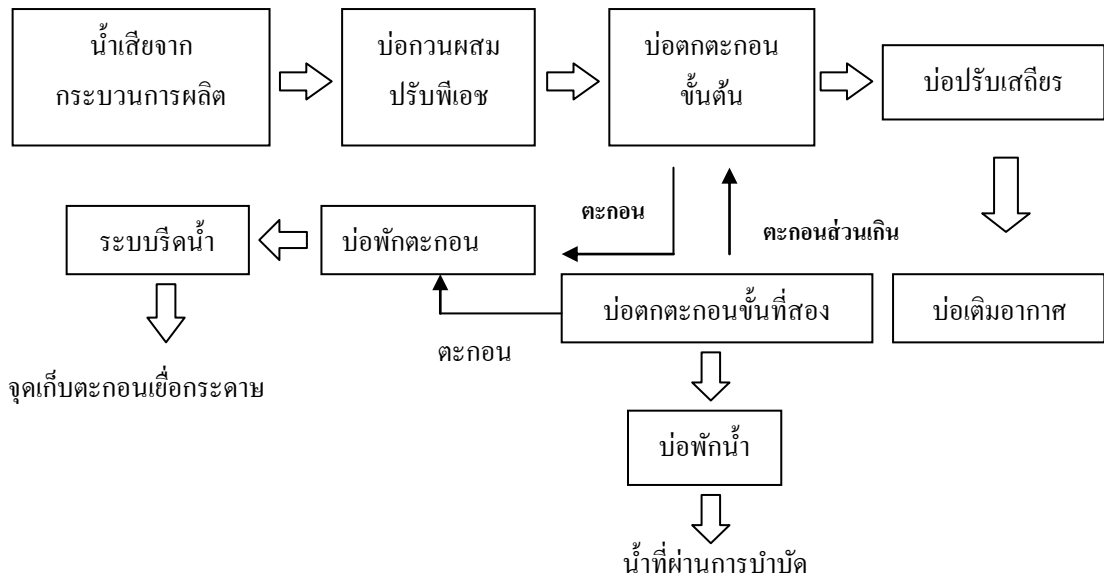 น้ำเสียจาก
กระบวนการผลิต
บ่อกวนผสม
ปรับพีเอช
บ่อตกตะกอน
ขั้นต้น
บ่อปรับเสถียร
ตะกอน
ตะกอนส่วนเกิน
ระบบรีดน้ำ
บ่อพักตะกอน
บ่อตกตะกอนขั้นที่สอง
บ่อเติมอากาศ
ตะกอน
จุดเก็บตะกอนเยื่อกระดาษ
บ่อพักน้ำ
น้ำที่ผ่านการบำบัด